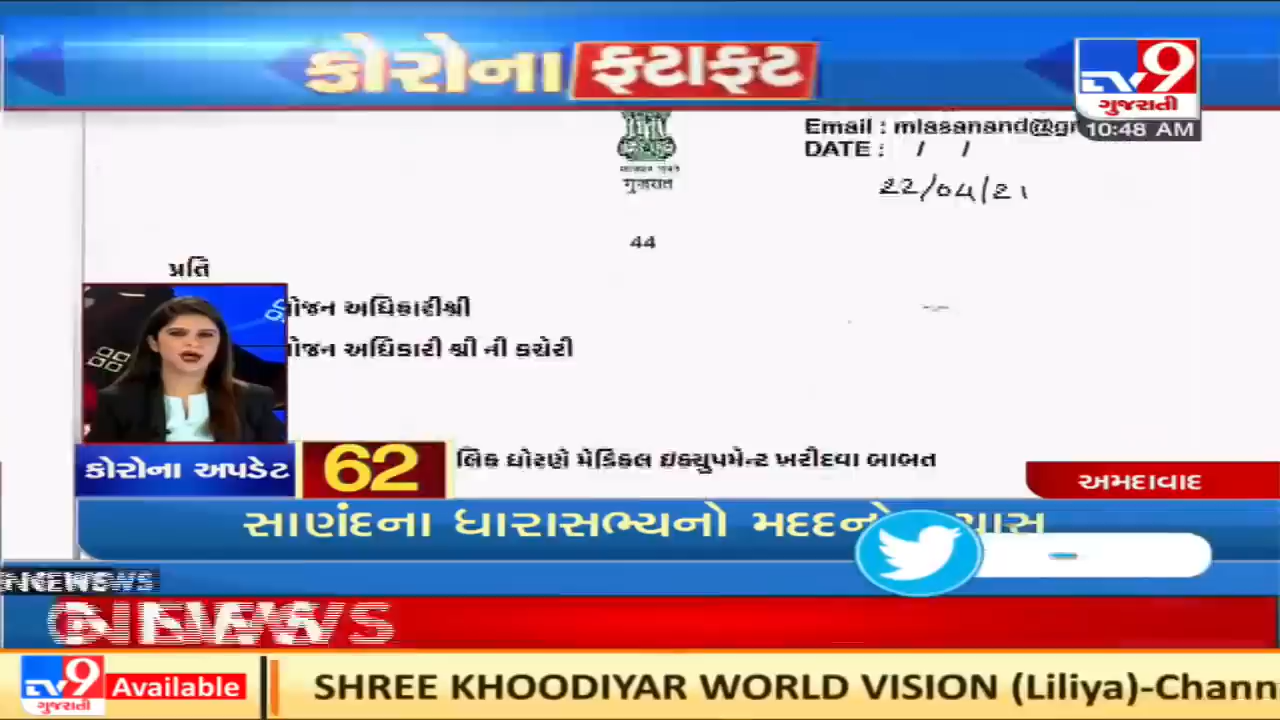 કોરોના ફટાફટ
TV9
ગુજરાતી
10:48 AM
Email : mlasanand@gr
DATE : / /
22/04/21
ગુજરાત
44
પ્રતિ
યોજન અધિકારીશ્રી
યોજન અધિકારી શ્રી ની કચેરી
લિક ધોરણે મેડિકલ ઇક્યુપમેન્ટ ખરીદવા બાબત
કોરોના અપડેટ
62
અમદાવાદ
સાણંદના ધારાસભ્યનો મદદનો
NEWS
TV9
ગુજરાતી
Available
SHREE KHOODIYAR WORLD VISION (Liliya)-Chann